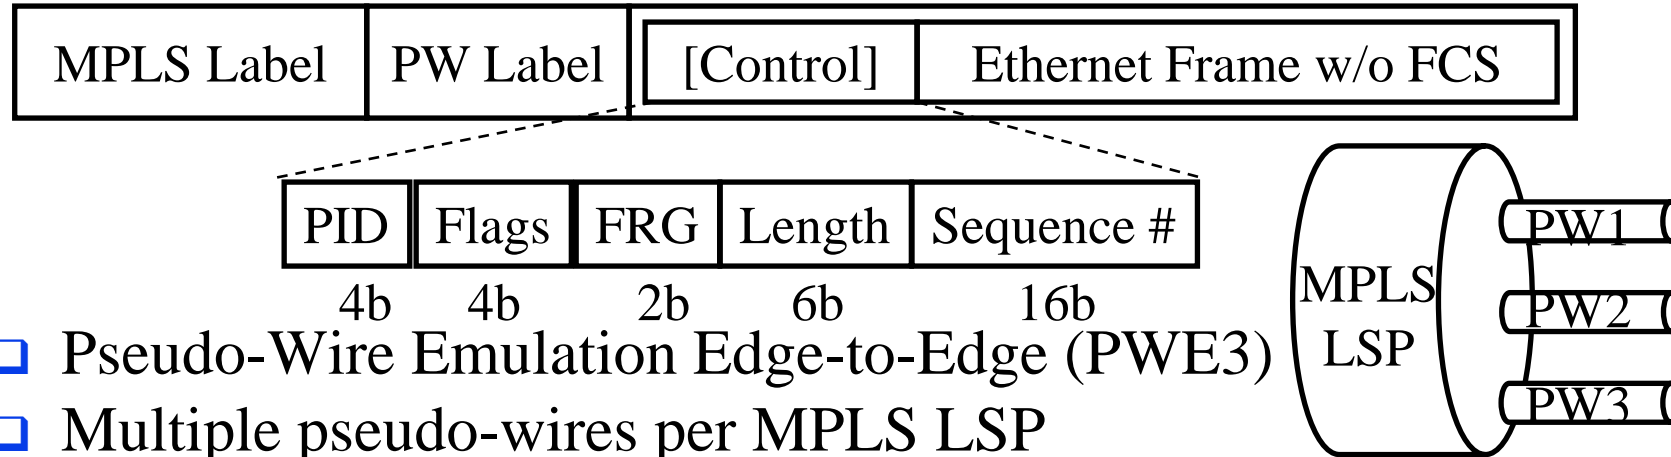 MPLS Label PW Label [Control] Ethernet Frame w/o FCS
PID Flags FRG Length Sequence #
4b 4b 2b 6b 16b
MPLS
LSP
PW1
PW2
PW3
Pseudo-Wire Emulation Edge-to-Edge (PWE3)
Multiple pseudo-wires per MPLS LSP